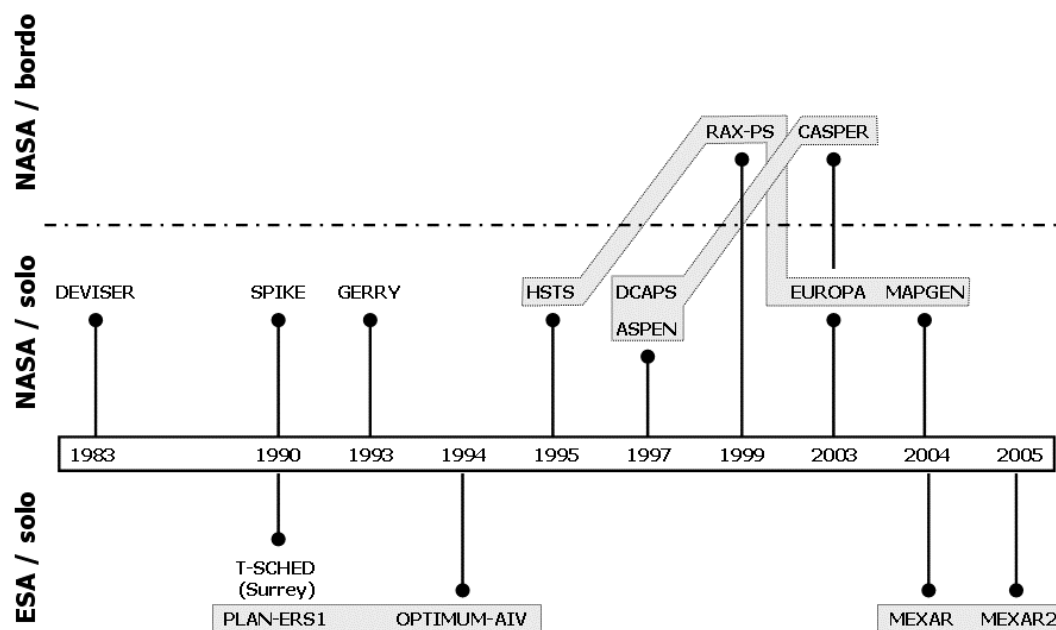 NASA / bordo
RAX-PS CASPER
NASA / solo
DEVISER SPIKE GERRY HSTS DCAPS EUROPA MAPGEN
ASPEN
1983 1990 1993 1994 1995 1997 1999 2003 2004 2005
ESA / solo
T-SCHED
(Surrey)
PLAN-ERS1 OPTIMUM-AIV MEXAR MEXAR2